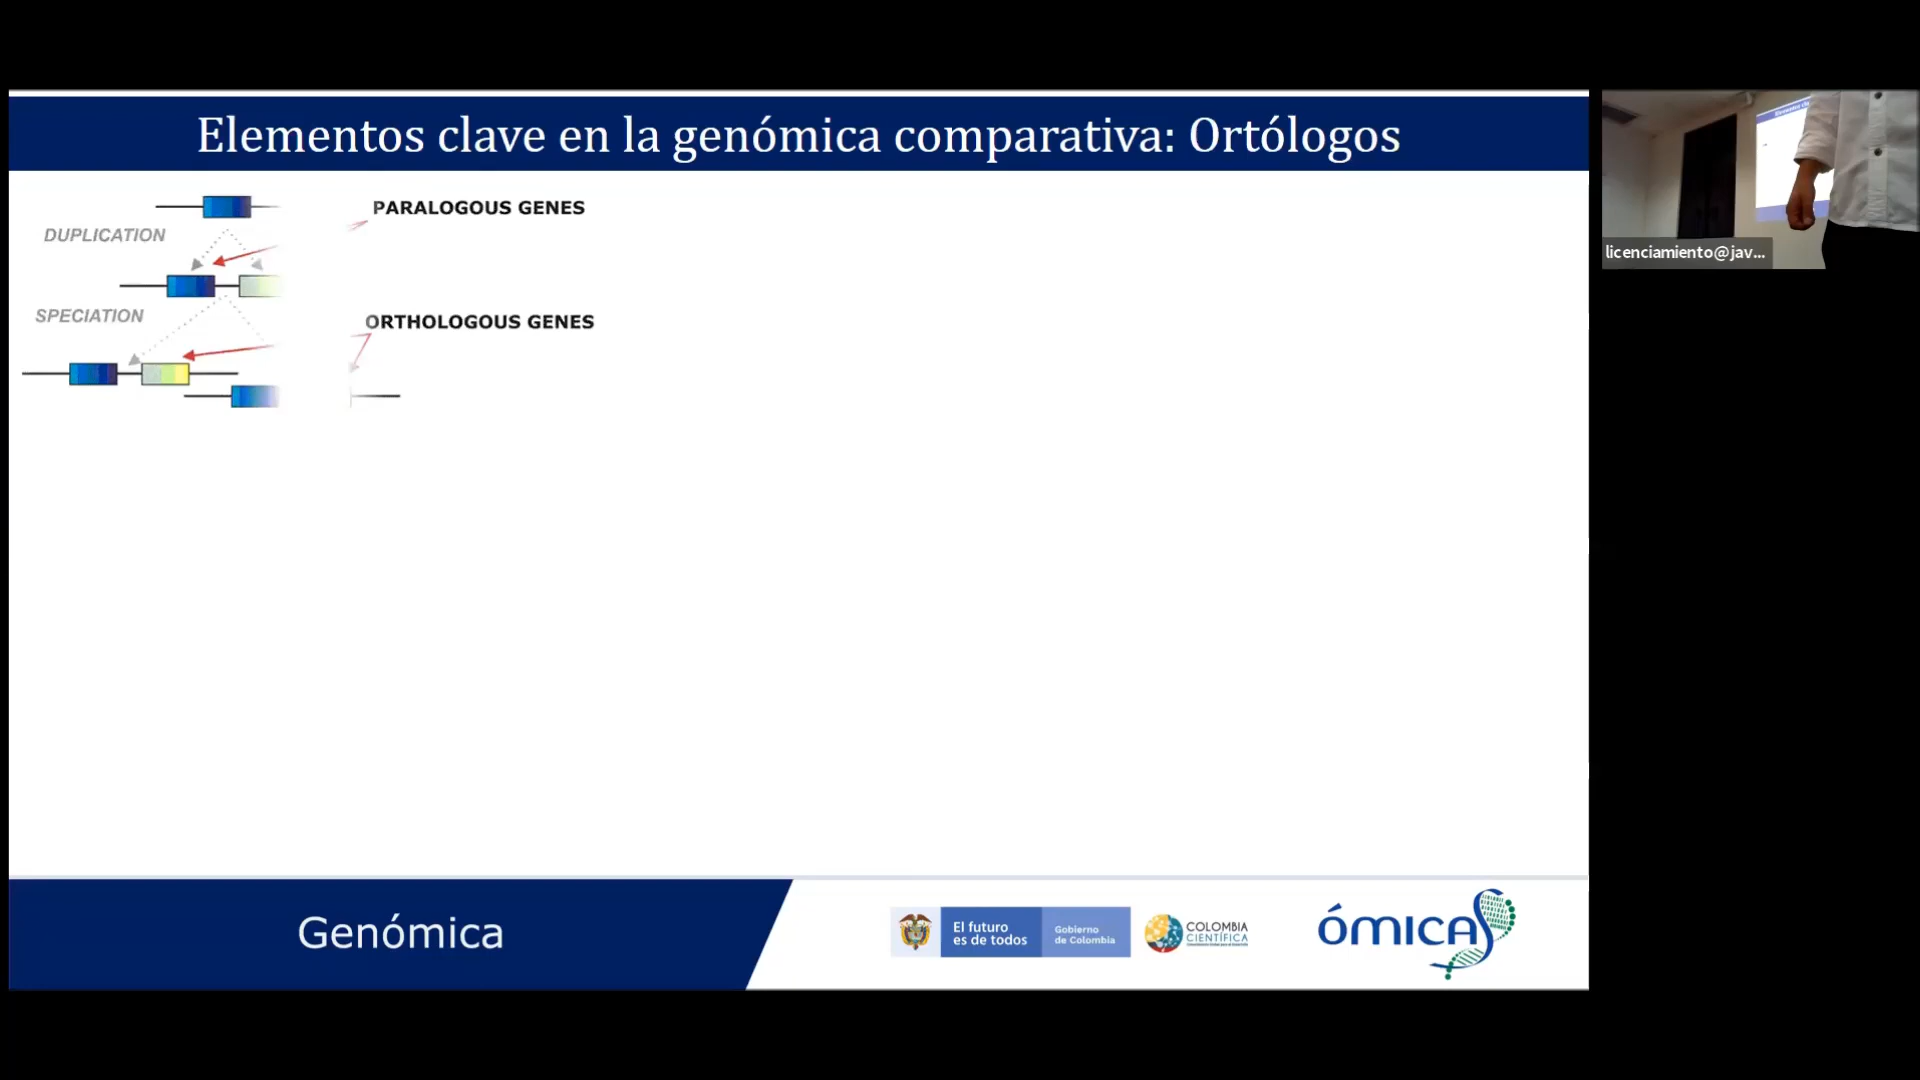 Elementos clave en la genómica comparativa: Ortólogos
PARALOGOUS GENES
DUPLICATION
SPECIATION
ORTHOLOGOUS GENES
Genómica
El futuro
es de todos
Gobierno
de Colombia
COLOMBIA
CIENTÍFICA
ÓMICAS
licenciamiento@jav...